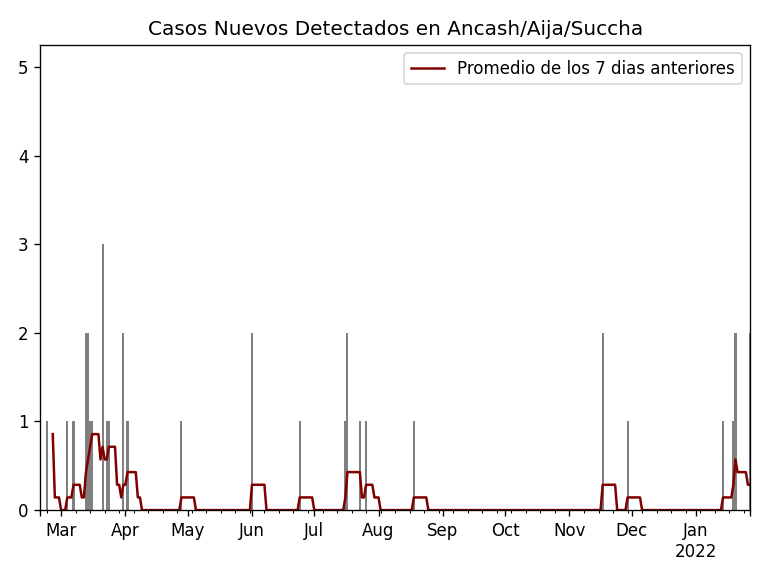 Casos Nuevos Detectados en Ancash/Aija/Succha
Promedio de los 7 dias anteriores
5
4
3
2
1
0
Mar Apr May Jun Jul Aug Sep Oct Nov Dec Jan
2022